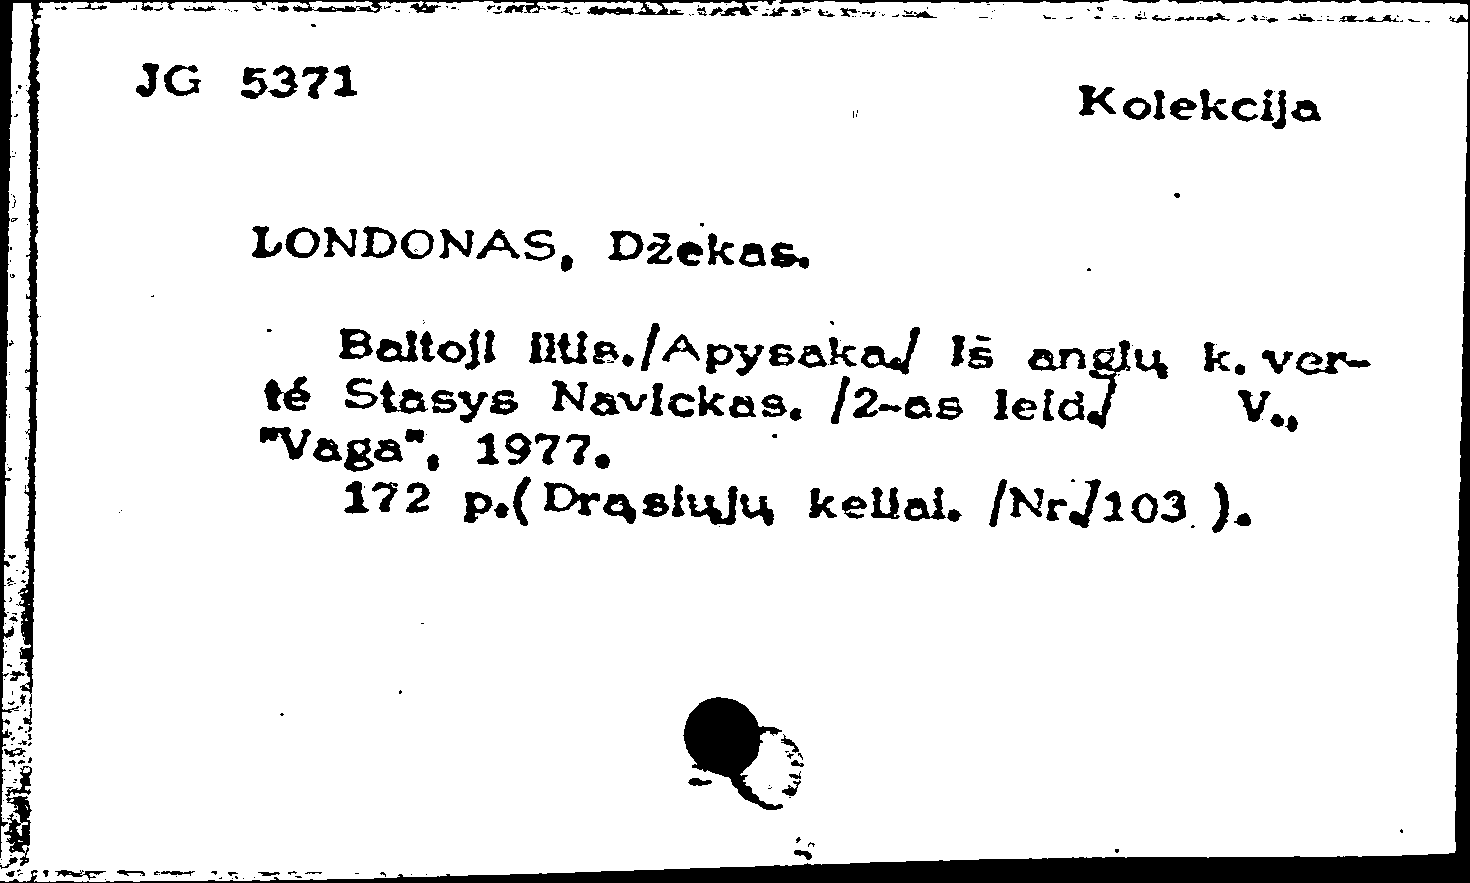 JG 5371
Kolekcija
LONDONAS, Džekas.
Baltoji iltis./Apysaka./ Iš anglų k. ver-
tė Stasys Navickas. /2-as leid./ V.,
"Vaga", 1977.
172 p.(Drąsiųjų keliai. /Nr./103 ).